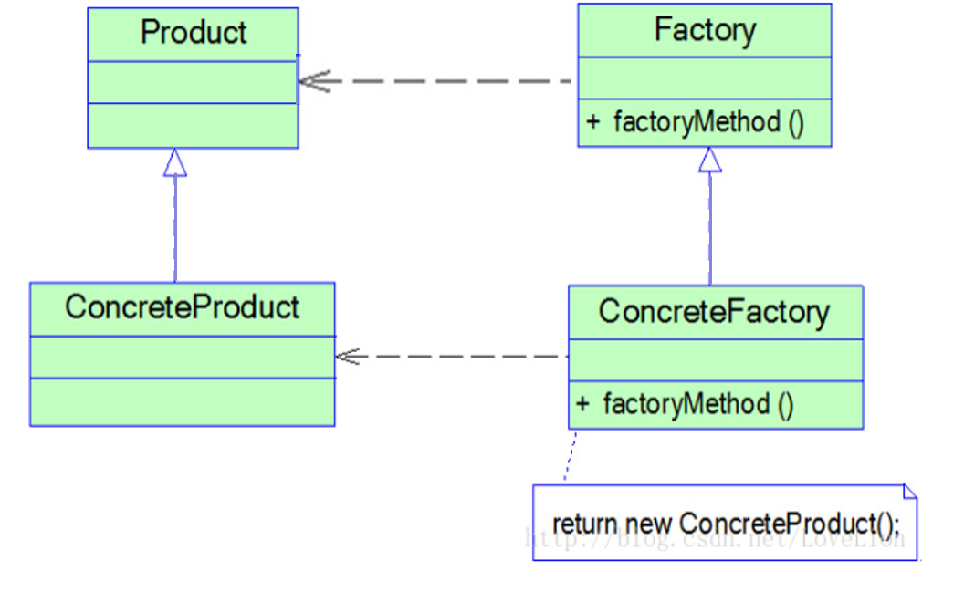 Product
Factory
+ factoryMethod ()
ConcreteProduct
ConcreteFactory
+ factoryMethod ()
return new ConcreteProduct();
http://blog.csdn.net/LoveLion